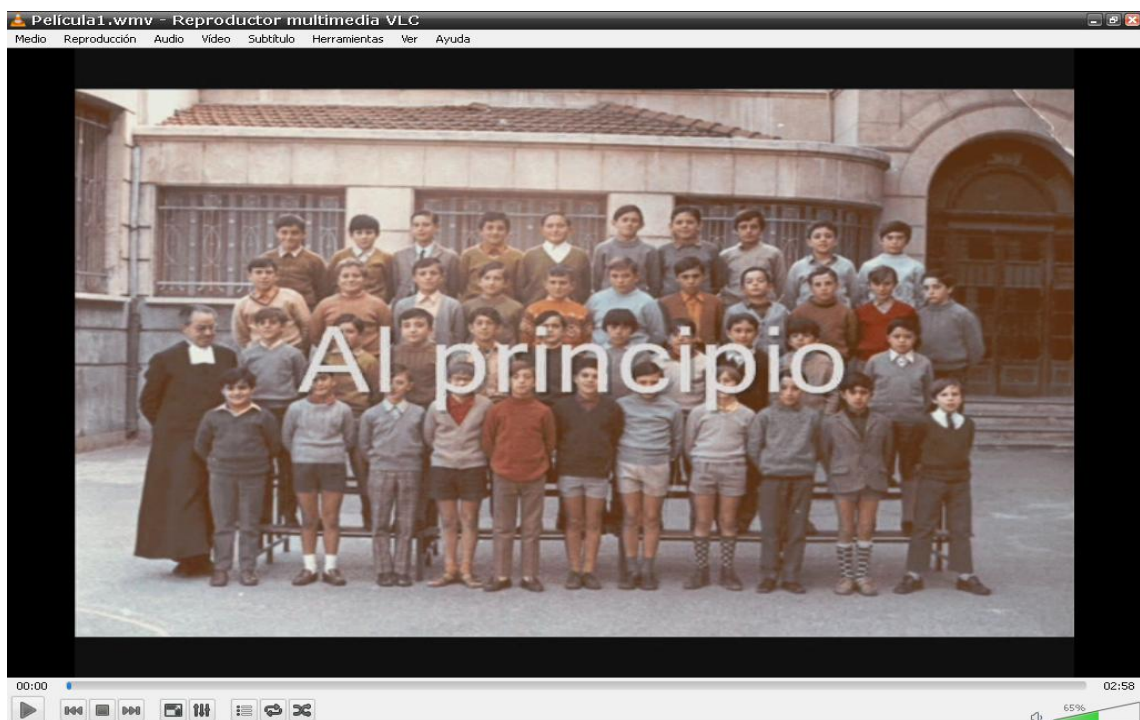 Película1.wmv - Reproductor multimedia VLC
Medio Reproducción Audio Vídeo Subtítulo Herramientas Ver Ayuda
Al principio
00:00 02:58
65%